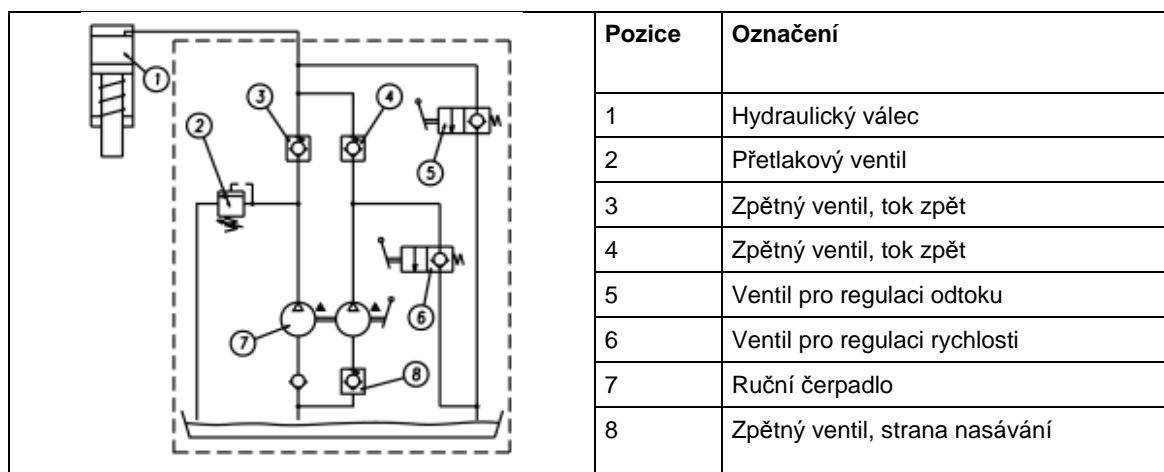 1
2
3
4
5
6
7
8
Pozice Označení
1 Hydraulický válec
2 Přetlakový ventil
3 Zpětný ventil, tok zpět
4 Zpětný ventil, tok zpět
5 Ventil pro regulaci odtoku
6 Ventil pro regulaci rychlosti
7 Ruční čerpadlo
8 Zpětný ventil, strana nasávání